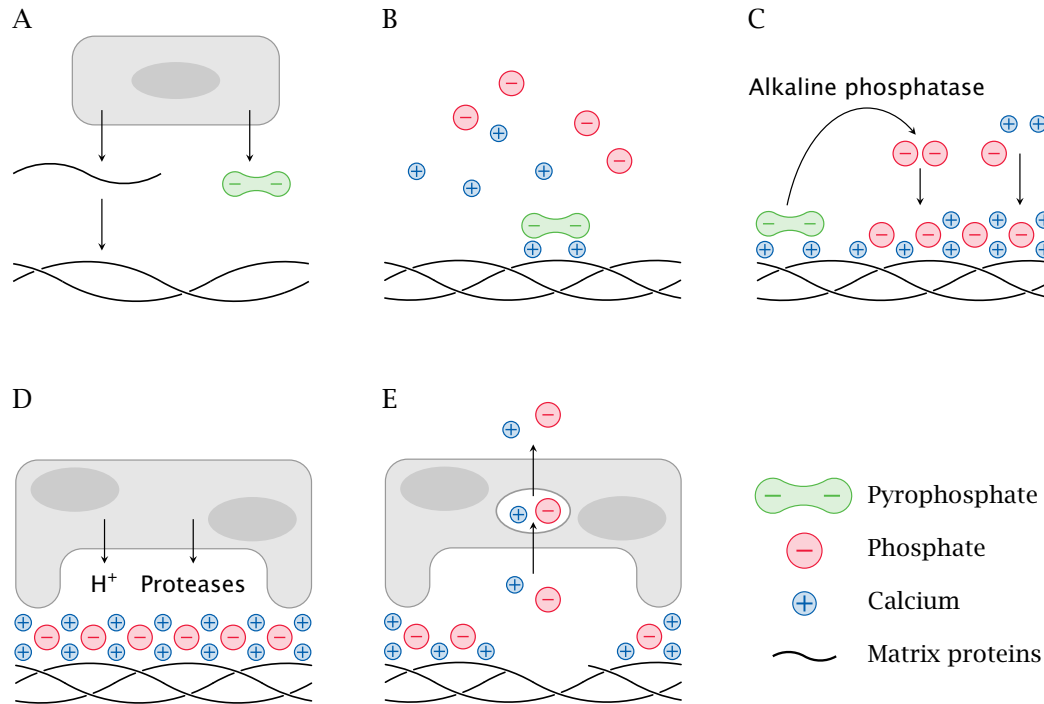 A
B
C
Alkaline phosphatase
D
H⁺ Proteases
E
Pyrophosphate
Phosphate
Calcium
Matrix proteins